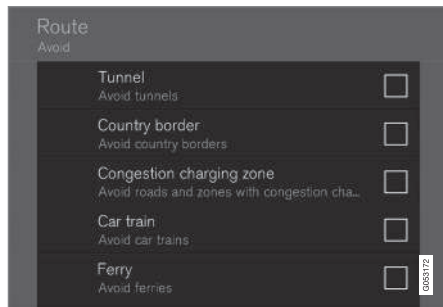 Route
Avoid
Tunnel
Avoid tunnels
Country border
Avoid country borders
Congestion charging zone
Avoid roads and zones with congestion cha...
Car train
Avoid car trains
Ferry
Avoid ferries
G053172